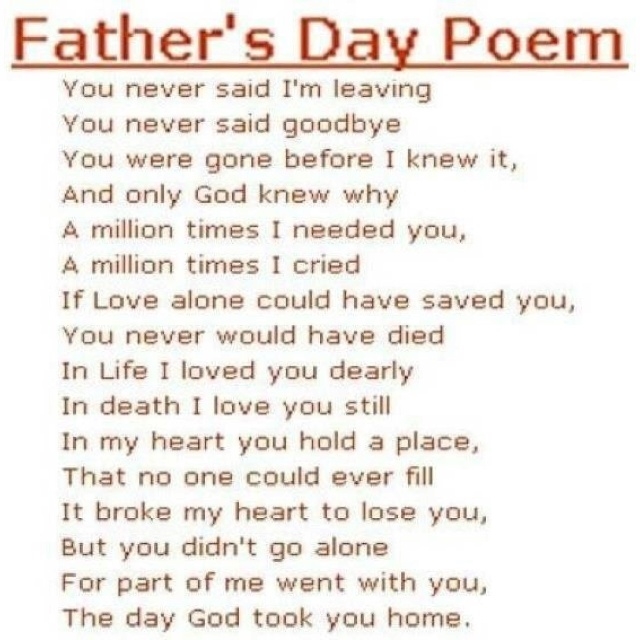 Father's Day Poem
You never said I'm leaving
You never said goodbye
You were gone before I knew it,
And only God knew why
A million times I needed you,
A million times I cried
If Love alone could have saved you,
You never would have died
In Life I loved you dearly
In death I love you still
In my heart you hold a place,
That no one could ever fill
It broke my heart to lose you,
But you didn't go alone
For part of me went with you,
The day God took you home.